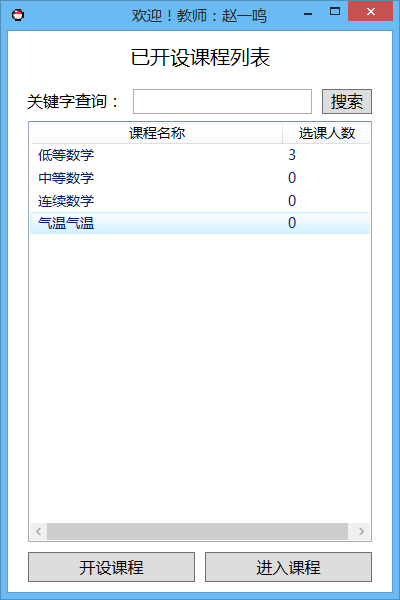 欢迎！教师：赵一鸣
已开设课程列表
关键字查询： 搜索
课程名称 选课人数
低等数学 3
中等数学 0
连续数学 0
气温气温 0
开设课程 进入课程